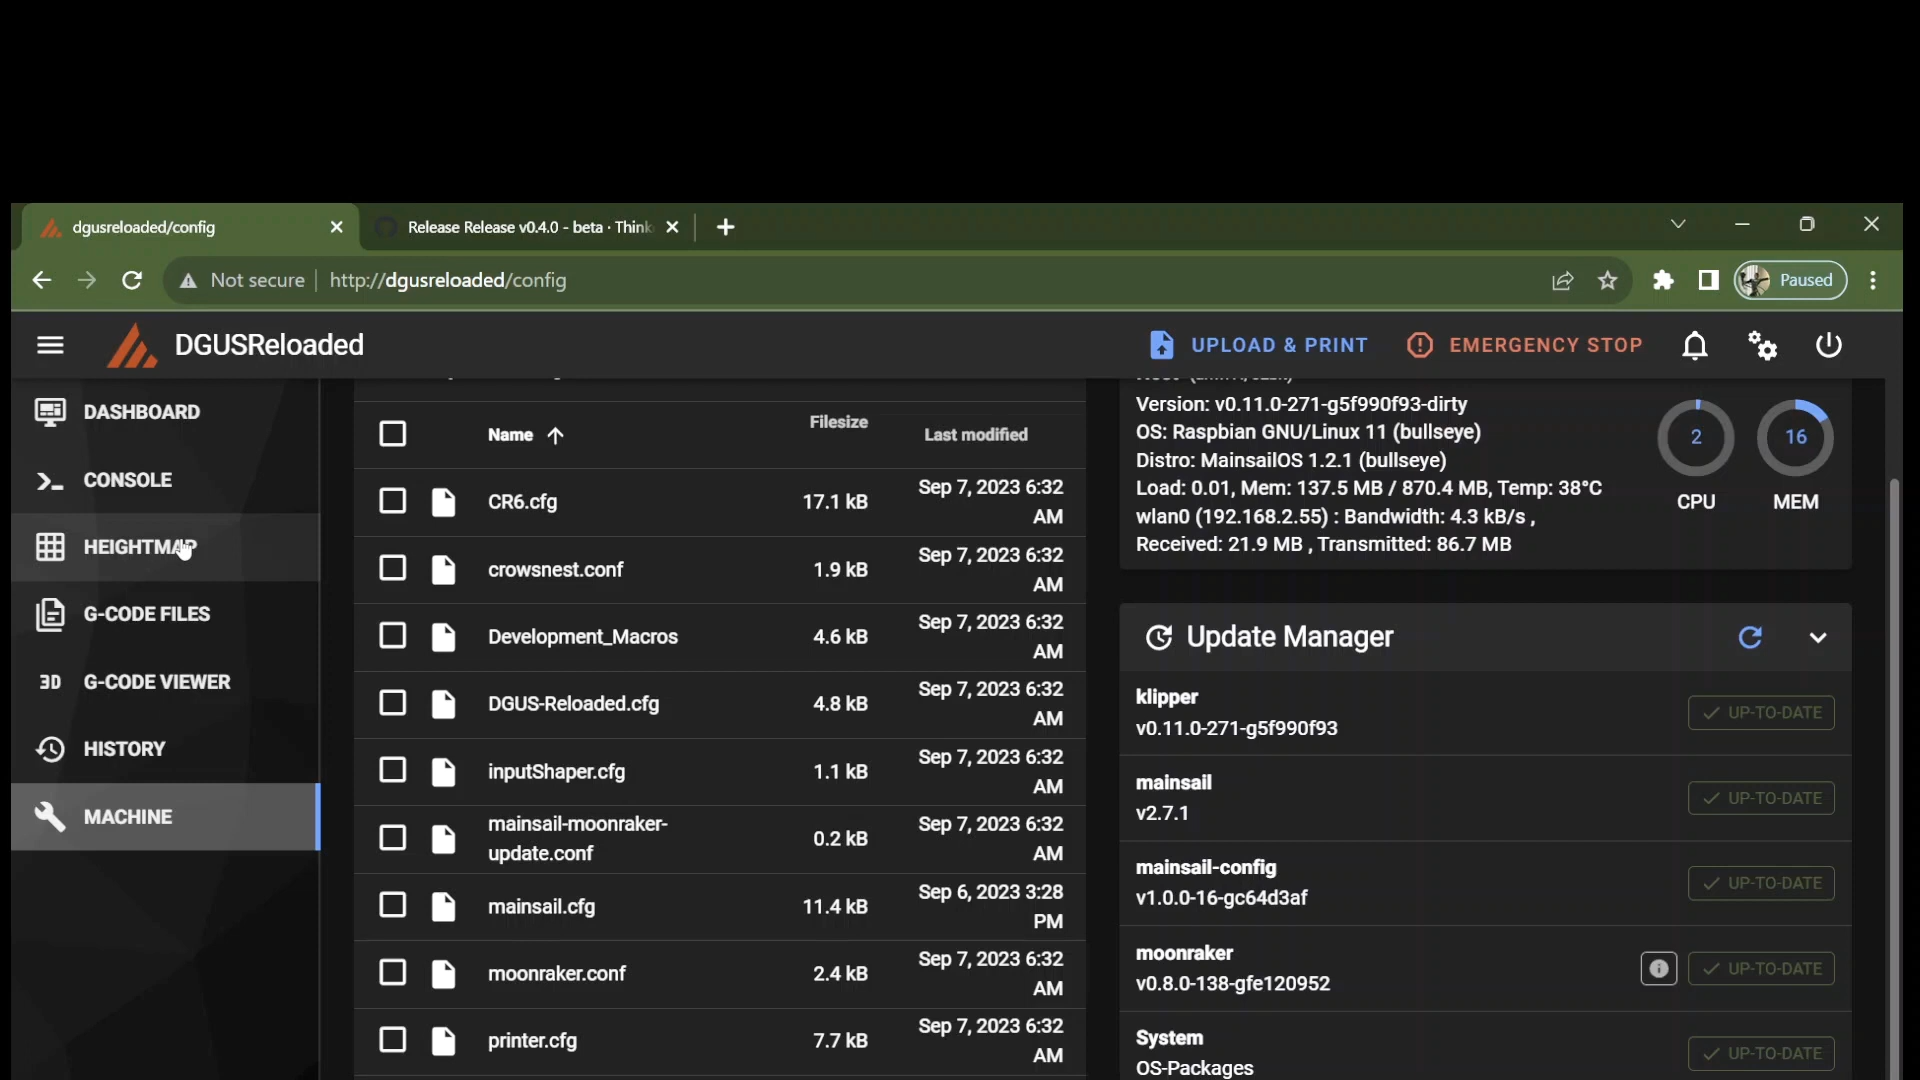 dgusreloaded/config
Release Release v0.4.0 - beta · Think
Not secure
http://dgusreloaded/config
Paused
DGUSReloaded
UPLOAD & PRINT
EMERGENCY STOP
DASHBOARD
CONSOLE
HEIGHTMAP
G-CODE FILES
3D G-CODE VIEWER
HISTORY
MACHINE
Name
Filesize
Last modified
CR6.cfg
17.1 kB
Sep 7, 2023 6:32
AM
crowsnest.conf
1.9 kB
Sep 7, 2023 6:32
AM
Development_Macros
4.6 kB
Sep 7, 2023 6:32
AM
DGUS-Reloaded.cfg
4.8 kB
Sep 7, 2023 6:32
AM
inputShaper.cfg
1.1 kB
Sep 7, 2023 6:32
AM
mainsail-moonraker-
update.conf
0.2 kB
Sep 7, 2023 6:32
AM
mainsail.cfg
11.4 kB
Sep 6, 2023 3:28
PM
moonraker.conf
2.4 kB
Sep 7, 2023 6:32
AM
printer.cfg
7.7 kB
Sep 7, 2023 6:32
AM
Version: v0.11.0-271-g5f990f93-dirty
OS: Raspbian GNU/Linux 11 (bullseye)
Distro: MainsailOS 1.2.1 (bullseye)
Load: 0.01, Mem: 137.5 MB / 870.4 MB, Temp: 38°C
wlan0 (192.168.2.55) : Bandwidth: 4.3 kB/s ,
Received: 21.9 MB , Transmitted: 86.7 MB
2
CPU
16
MEM
Update Manager
klipper
v0.11.0-271-g5f990f93
UP-TO-DATE
mainsail
v2.7.1
UP-TO-DATE
mainsail-config
v1.0.0-16-gc64d3af
UP-TO-DATE
moonraker
v0.8.0-138-gfe120952
UP-TO-DATE
System
OS-Packages
UP-TO-DATE